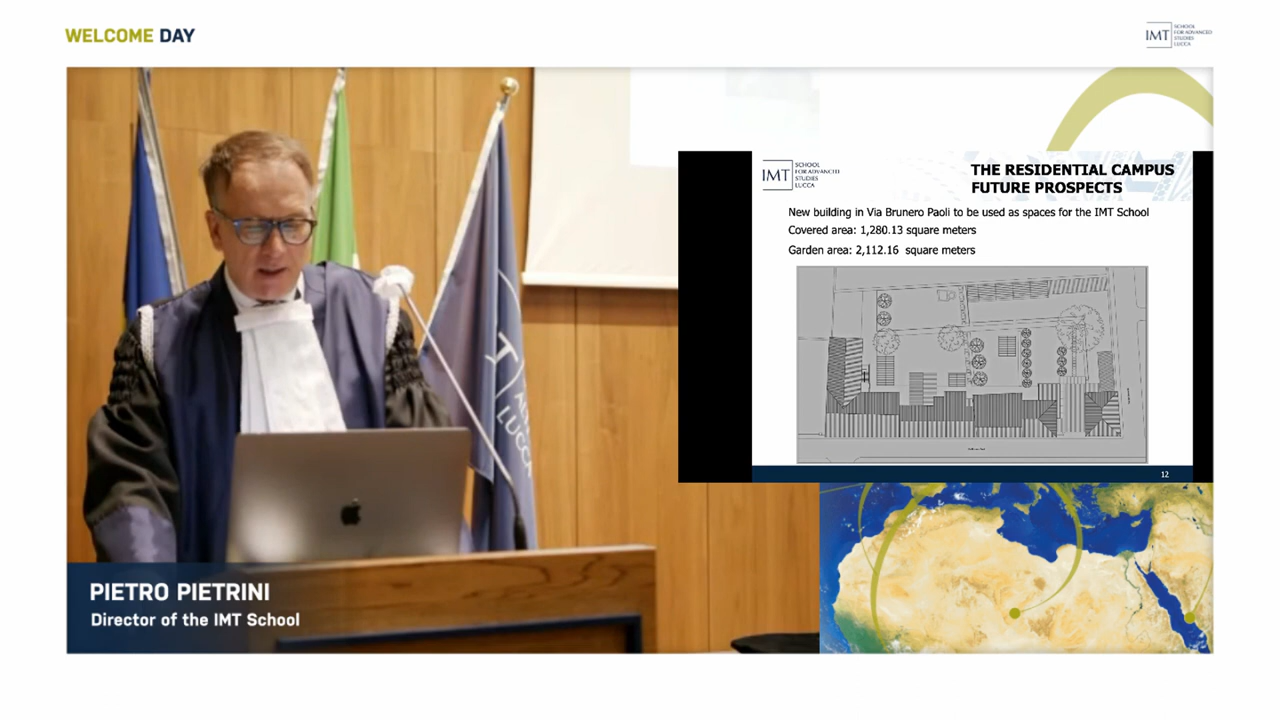 WELCOME DAY
IMT
SCHOOL
FOR ADVANCED
STUDIES
LUCCA
IMT
SCHOOL
FOR ADVANCED
STUDIES
LUCCA
THE RESIDENTIAL CAMPUS
FUTURE PROSPECTS
New building in Via Brunero Paoli to be used as spaces for the IMT School
Covered area: 1,280.13 square meters
Garden area: 2,112.16 square meters
12
LUCCA
PIETRO PIETRINI
Director of the IMT School